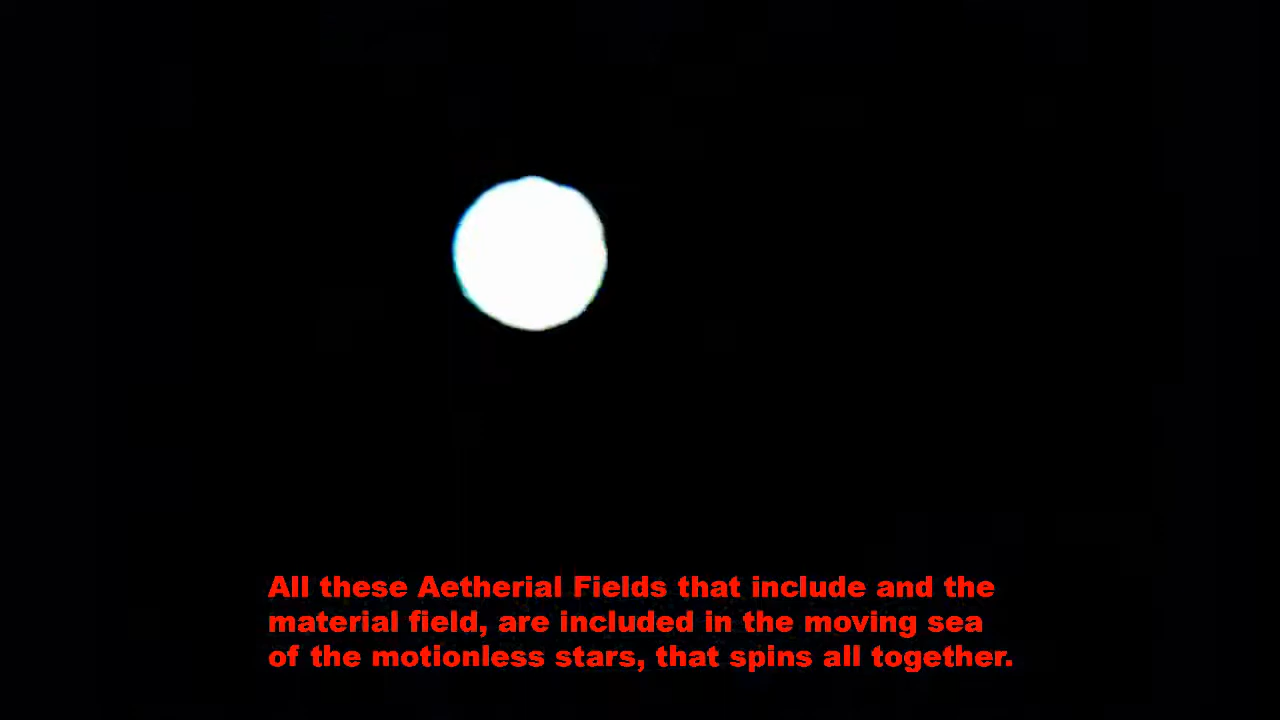 All these Aetherial Fields that include and the
material field, are included in the moving sea
of the motionless stars, that spins all together.